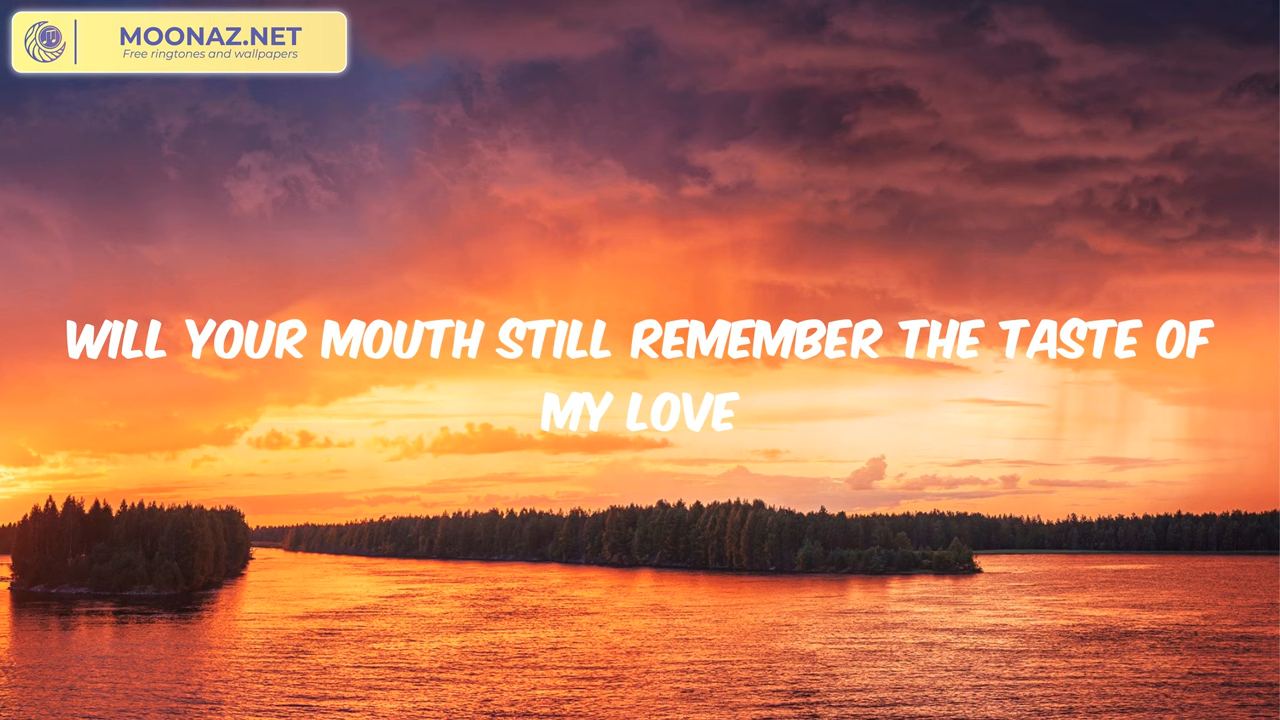 MOONAZ.NET
Free ringtones and wallpapers
WILL YOUR MOUTH STILL REMEMBER THE TASTE OF
MY LOVE